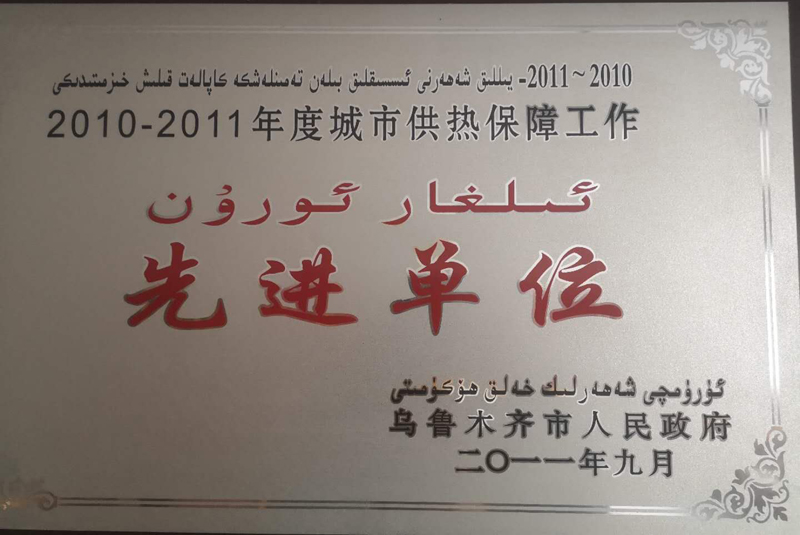 2010~2011- يىللىق شەھەرنى ئىسسىقلىق بىلەن تەمىنلەشكە كاپالەت قىلىش خىزمىتىدىكى
2010-2011年度城市供热保障工作
ئىلغار ئورۇن
先进单位
ئۈرۈمچى شەھەرلىك خەلق ھۆكۈمىتى
乌鲁木齐市人民政府
二〇一一年九月